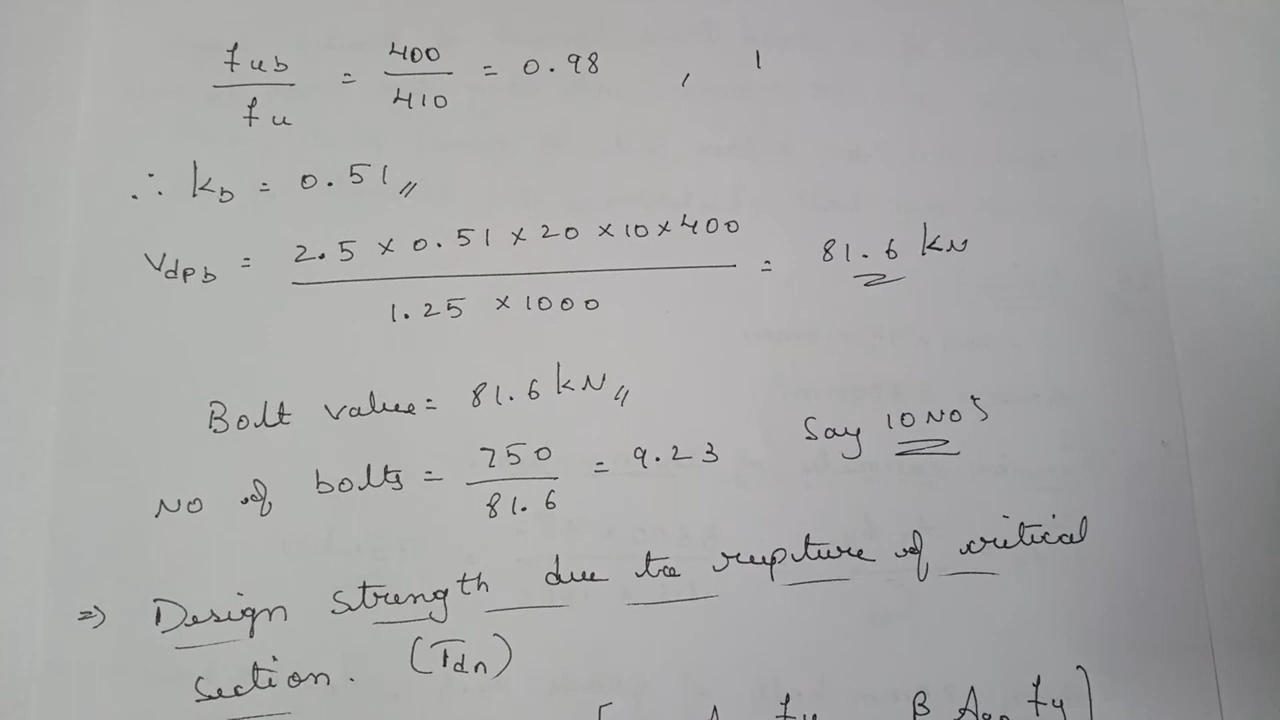 fub / fu = 400 / 410 = 0.98 , 1
∴ kb = 0.51 //
Vdpb = 2.5 × 0.51 × 20 × 10 × 400 / 1.25 × 1000 = 81.6 kN
Bolt value = 81.6 kN //
No of bolts = 750 / 81.6 = 9.23 Say 10 NoS
=> Design strength due to rupture of critical
section. (Tdn)
[ fu β fy ]